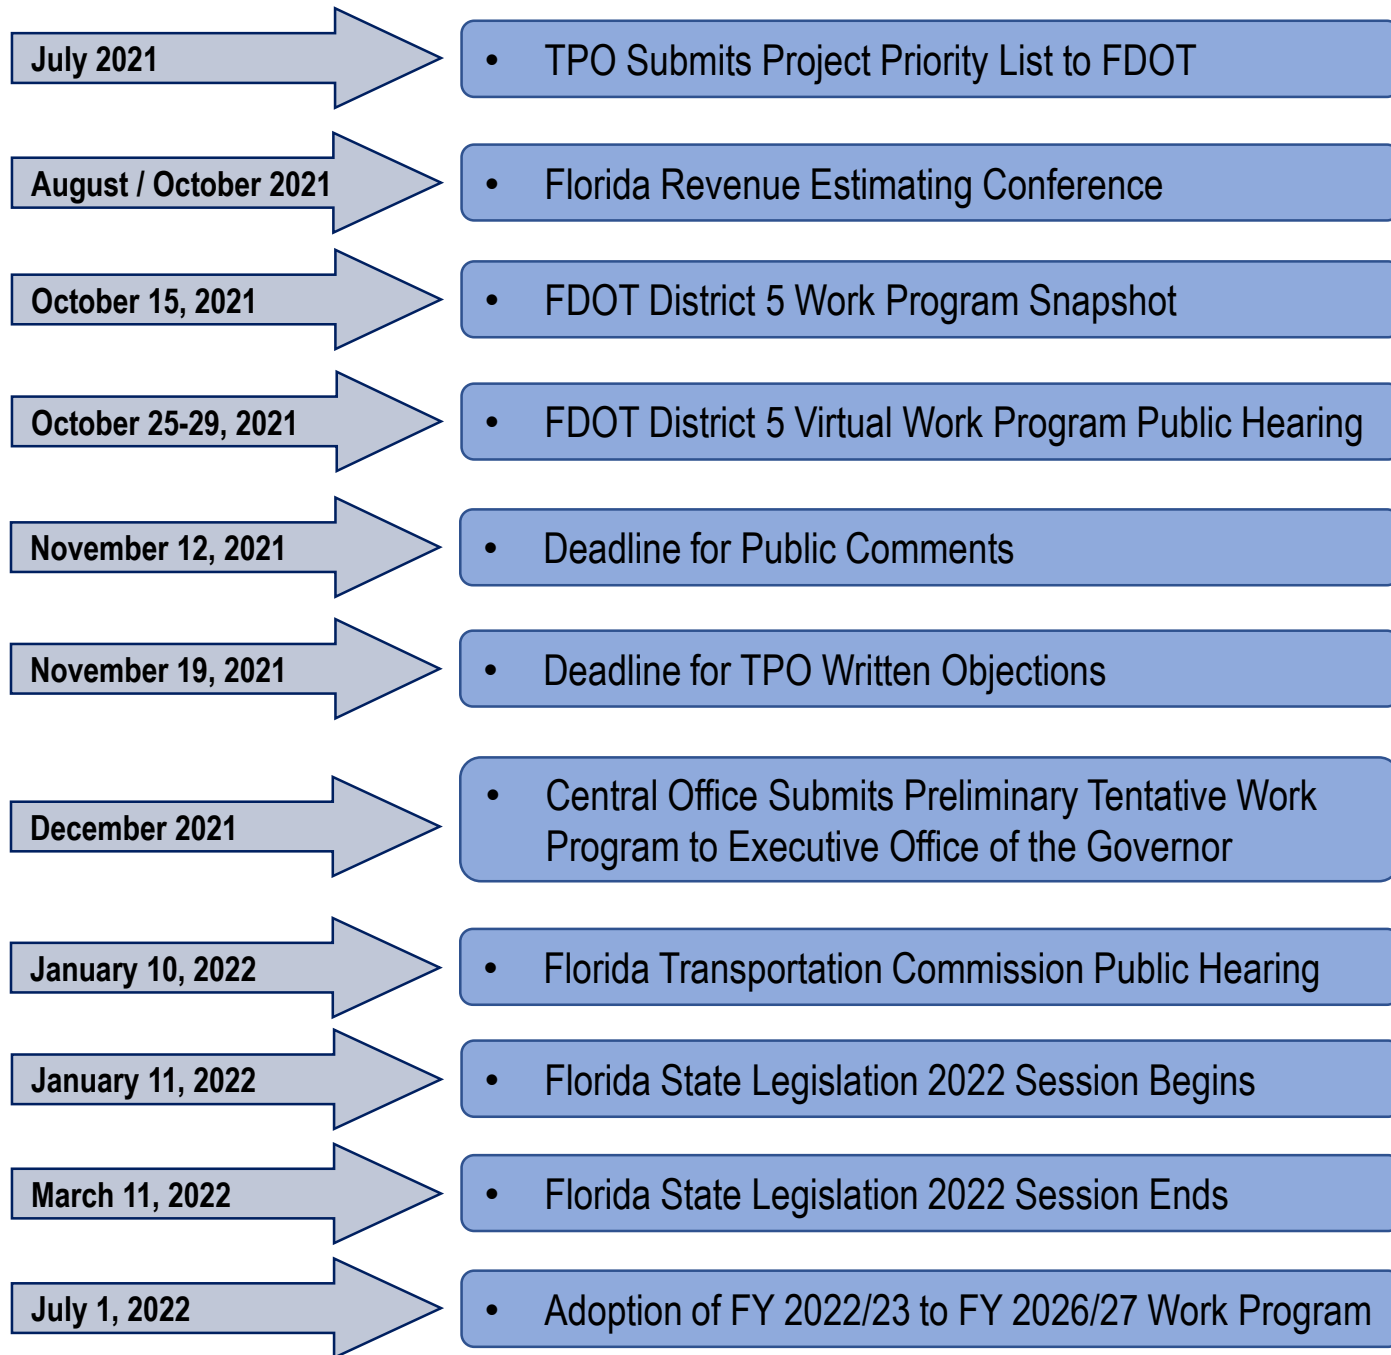 July 2021
• TPO Submits Project Priority List to FDOT
August / October 2021
• Florida Revenue Estimating Conference
October 15, 2021
• FDOT District 5 Work Program Snapshot
October 25-29, 2021
• FDOT District 5 Virtual Work Program Public Hearing
November 12, 2021
• Deadline for Public Comments
November 19, 2021
• Deadline for TPO Written Objections
December 2021
• Central Office Submits Preliminary Tentative Work
Program to Executive Office of the Governor
January 10, 2022
• Florida Transportation Commission Public Hearing
January 11, 2022
• Florida State Legislation 2022 Session Begins
March 11, 2022
• Florida State Legislation 2022 Session Ends
July 1, 2022
• Adoption of FY 2022/23 to FY 2026/27 Work Program